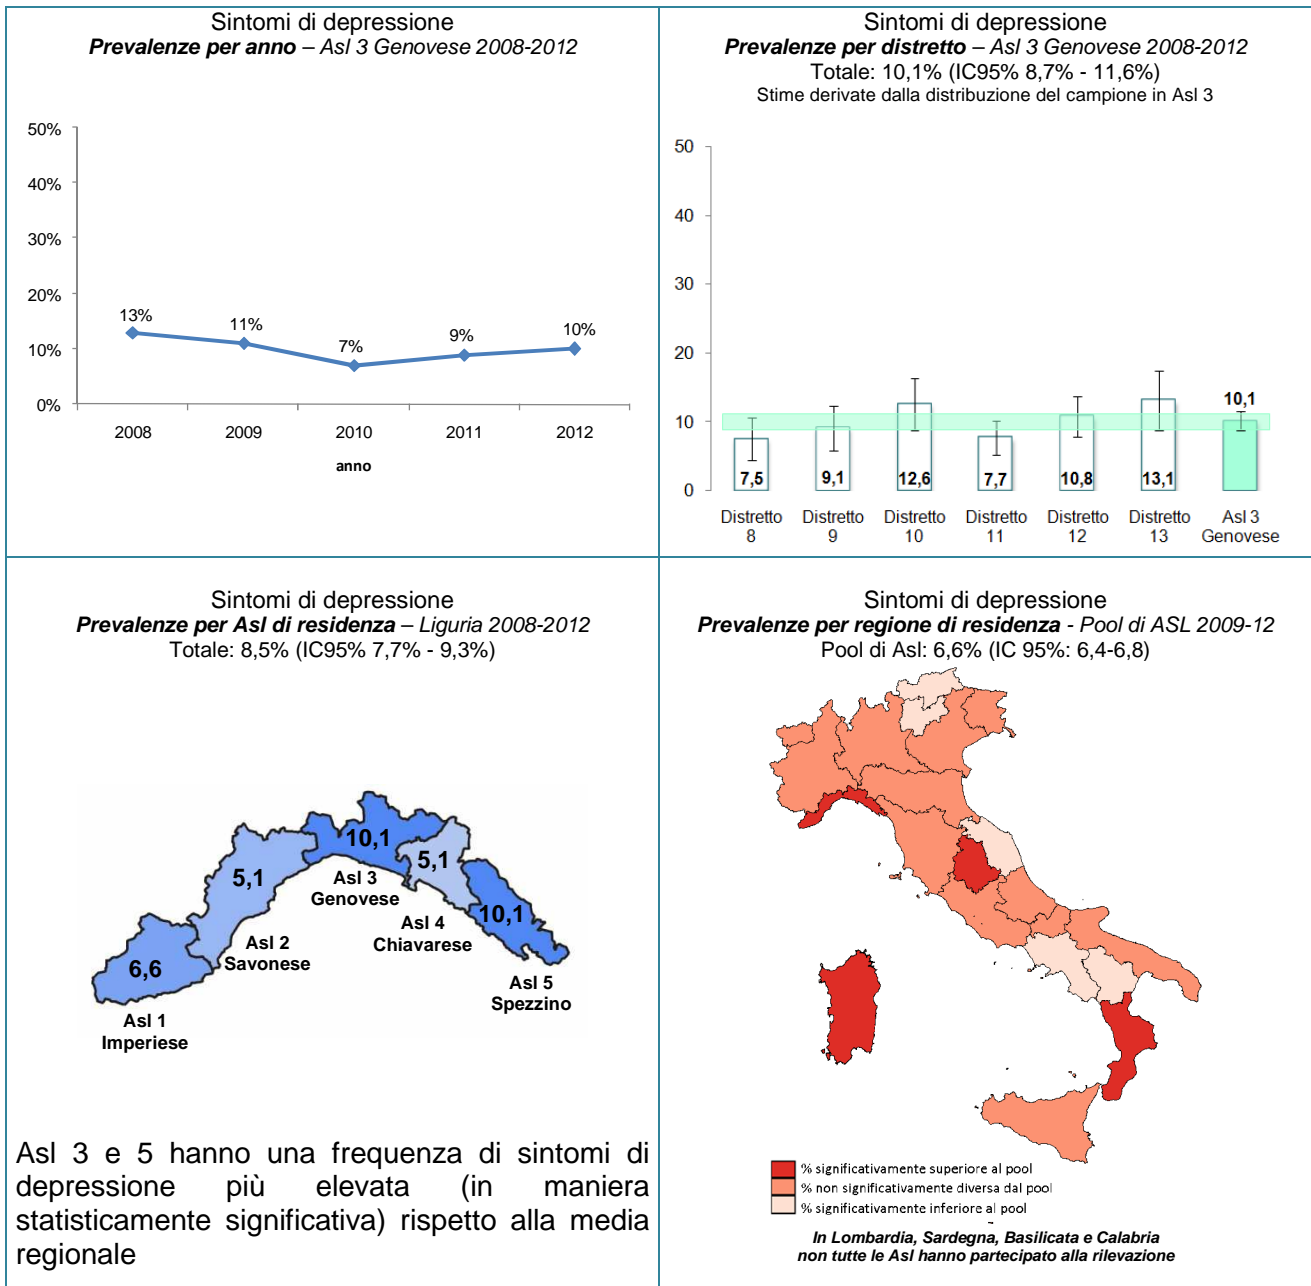 Sintomi di depressione
Prevalenze per anno – Asl 3 Genovese 2008-2012
50%
40%
30%
20%
10%
0%
13%
11%
7%
9%
10%
2008
2009
2010
2011
2012
anno
Sintomi di depressione
Prevalenze per distretto – Asl 3 Genovese 2008-2012
Totale: 10,1% (IC95% 8,7% - 11,6%)
Stime derivate dalla distribuzione del campione in Asl 3
50
40
30
20
10
0
7,5
9,1
12,6
7,7
10,8
13,1
10,1
Distretto 8
Distretto 9
Distretto 10
Distretto 11
Distretto 12
Distretto 13
Asl 3 Genovese
Sintomi di depressione
Prevalenze per Asl di residenza – Liguria 2008-2012
Totale: 8,5% (IC95% 7,7% - 9,3%)
10,1
5,1
5,1
10,1
6,6
Asl 3
Genovese
Asl 4
Chiavarese
Asl 2
Savonese
Asl 5
Spezzino
Asl 1
Imperiese
Asl 3 e 5 hanno una frequenza di sintomi di
depressione più elevata (in maniera
statisticamente significativa) rispetto alla media
regionale
Sintomi di depressione
Prevalenze per regione di residenza - Pool di ASL 2009-12
Pool di Asl: 6,6% (IC 95%: 6,4-6,8)
% significativamente superiore al pool
% non significativamente diversa dal pool
% significativamente inferiore al pool
In Lombardia, Sardegna, Basilicata e Calabria
non tutte le Asl hanno partecipato alla rilevazione